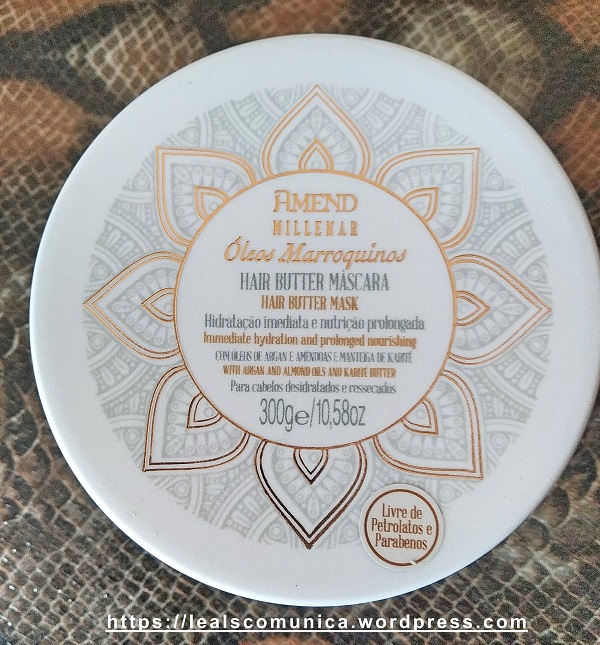 AMEND
MILLENAR
Óleos Marroquinos
HAIR BUTTER MÁSCARA
HAIR BUTTER MASK
Hidratação imediata e nutrição prolongada
Immediate hydration and prolonged nourishing
COM ÓLEOS DE ARGAN E AMÊNDOAS E MANTEIGA DE KARITÉ
WITH ARGAN AND ALMOND OILS AND KARITÉ BUTTER
Para cabelos desidratados e ressecados
300g℮/10,58oz
Livre de
Petrolatos e
Parabenos
https://lealscomunica.wordpress.com